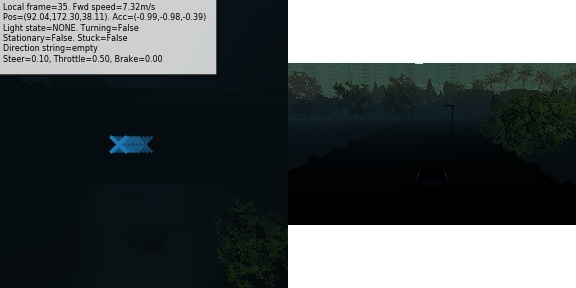 Local frame=35. Fwd speed=7.32m/s
Pos=(92.04,172.30,38.11). Acc=(-0.99,-0.98,-0.39)
Light state=NONE. Turning=False
Stationary=False. Stuck=False
Direction string=empty
Steer=0.10, Throttle=0.50, Brake=0.00